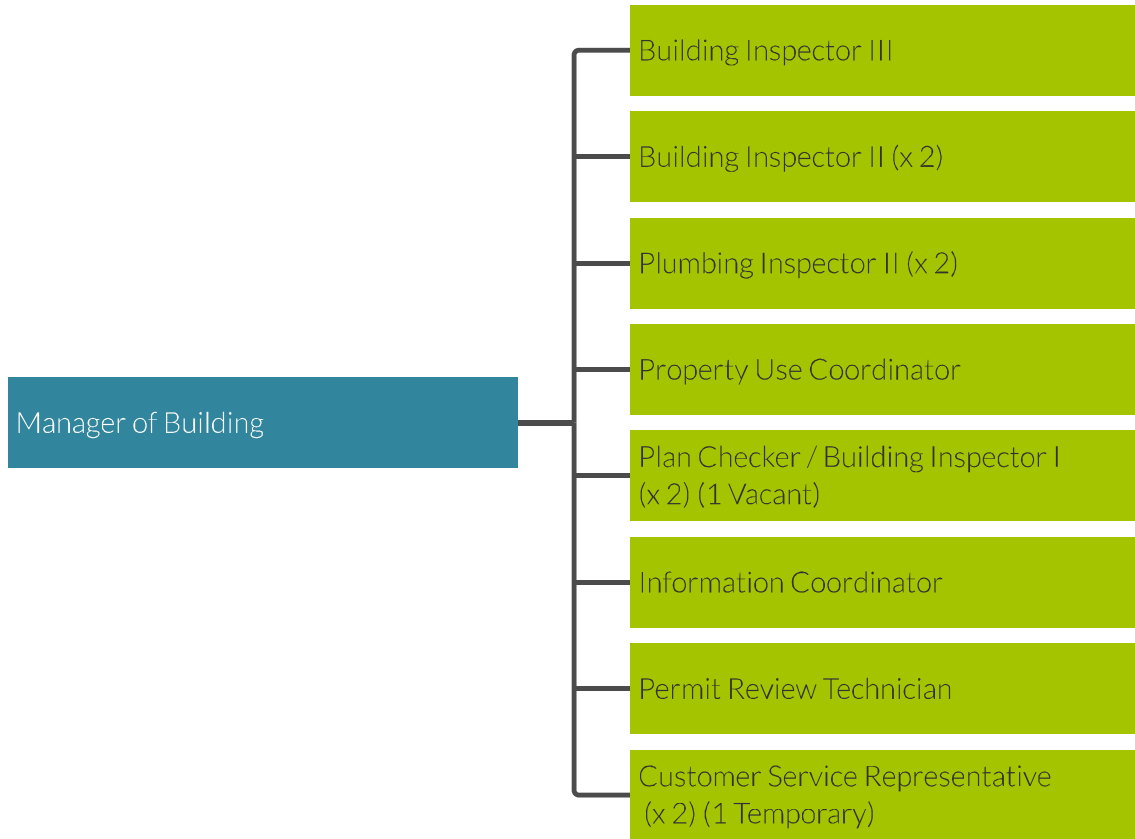 Building Inspector III
Building Inspector II (x 2)
Plumbing Inspector II (x 2)
Property Use Coordinator
Manager of Building
Plan Checker / Building Inspector I
(x 2) (1 Vacant)
Information Coordinator
Permit Review Technician
Customer Service Representative
(x 2) (1 Temporary)